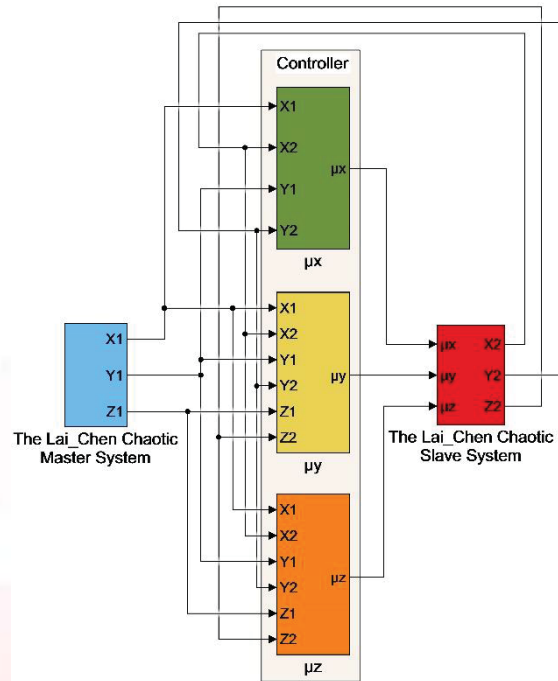 Controller
X1
X2
Y1
Y2
µx
µx
X1
X2
Y1
Y2
Z1
Z2
µy
µy
X1
X2
Y1
Y2
Z1
Z2
µz
µz
X1
Y1
Z1
The Lai_Chen Chaotic
Master System
µx
µy
µz
X2
Y2
Z2
The Lai_Chen Chaotic
Slave System